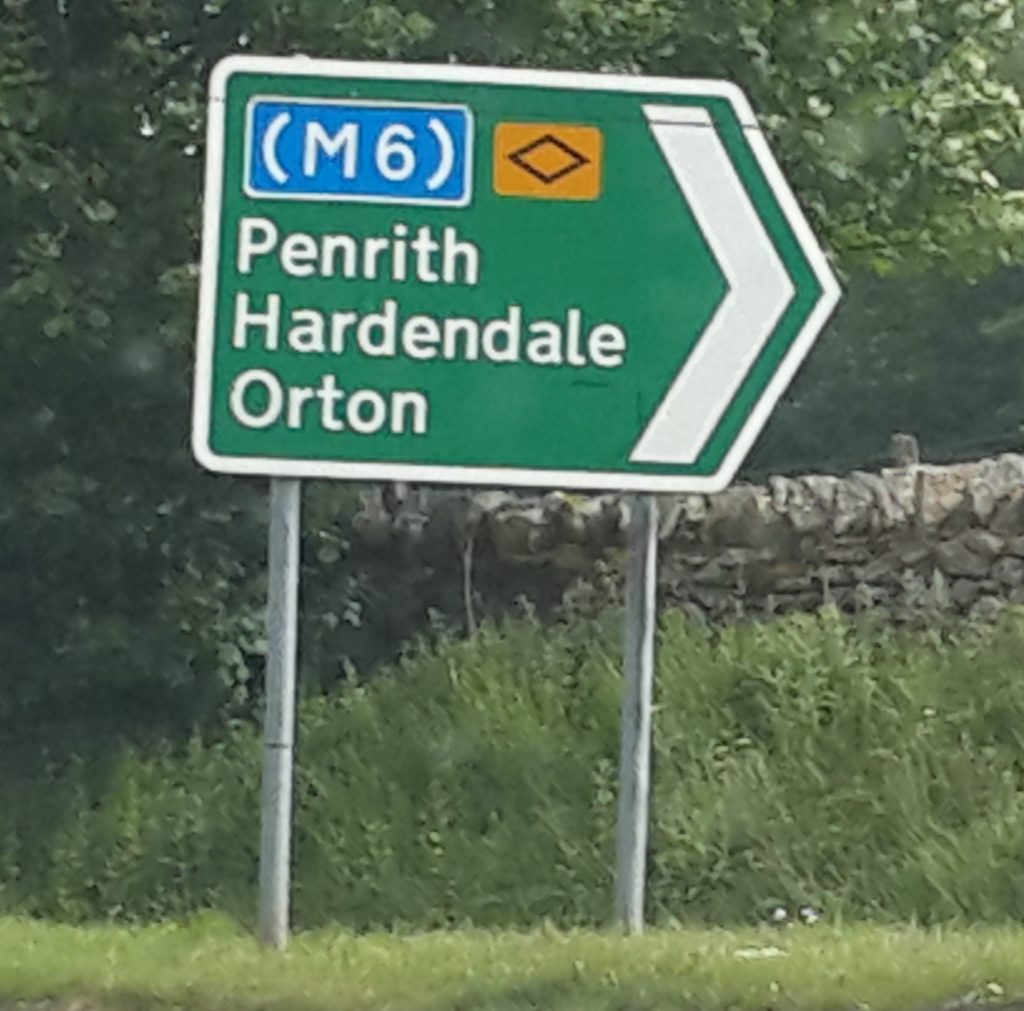 (M6)
Penrith
Hardendale
Orton